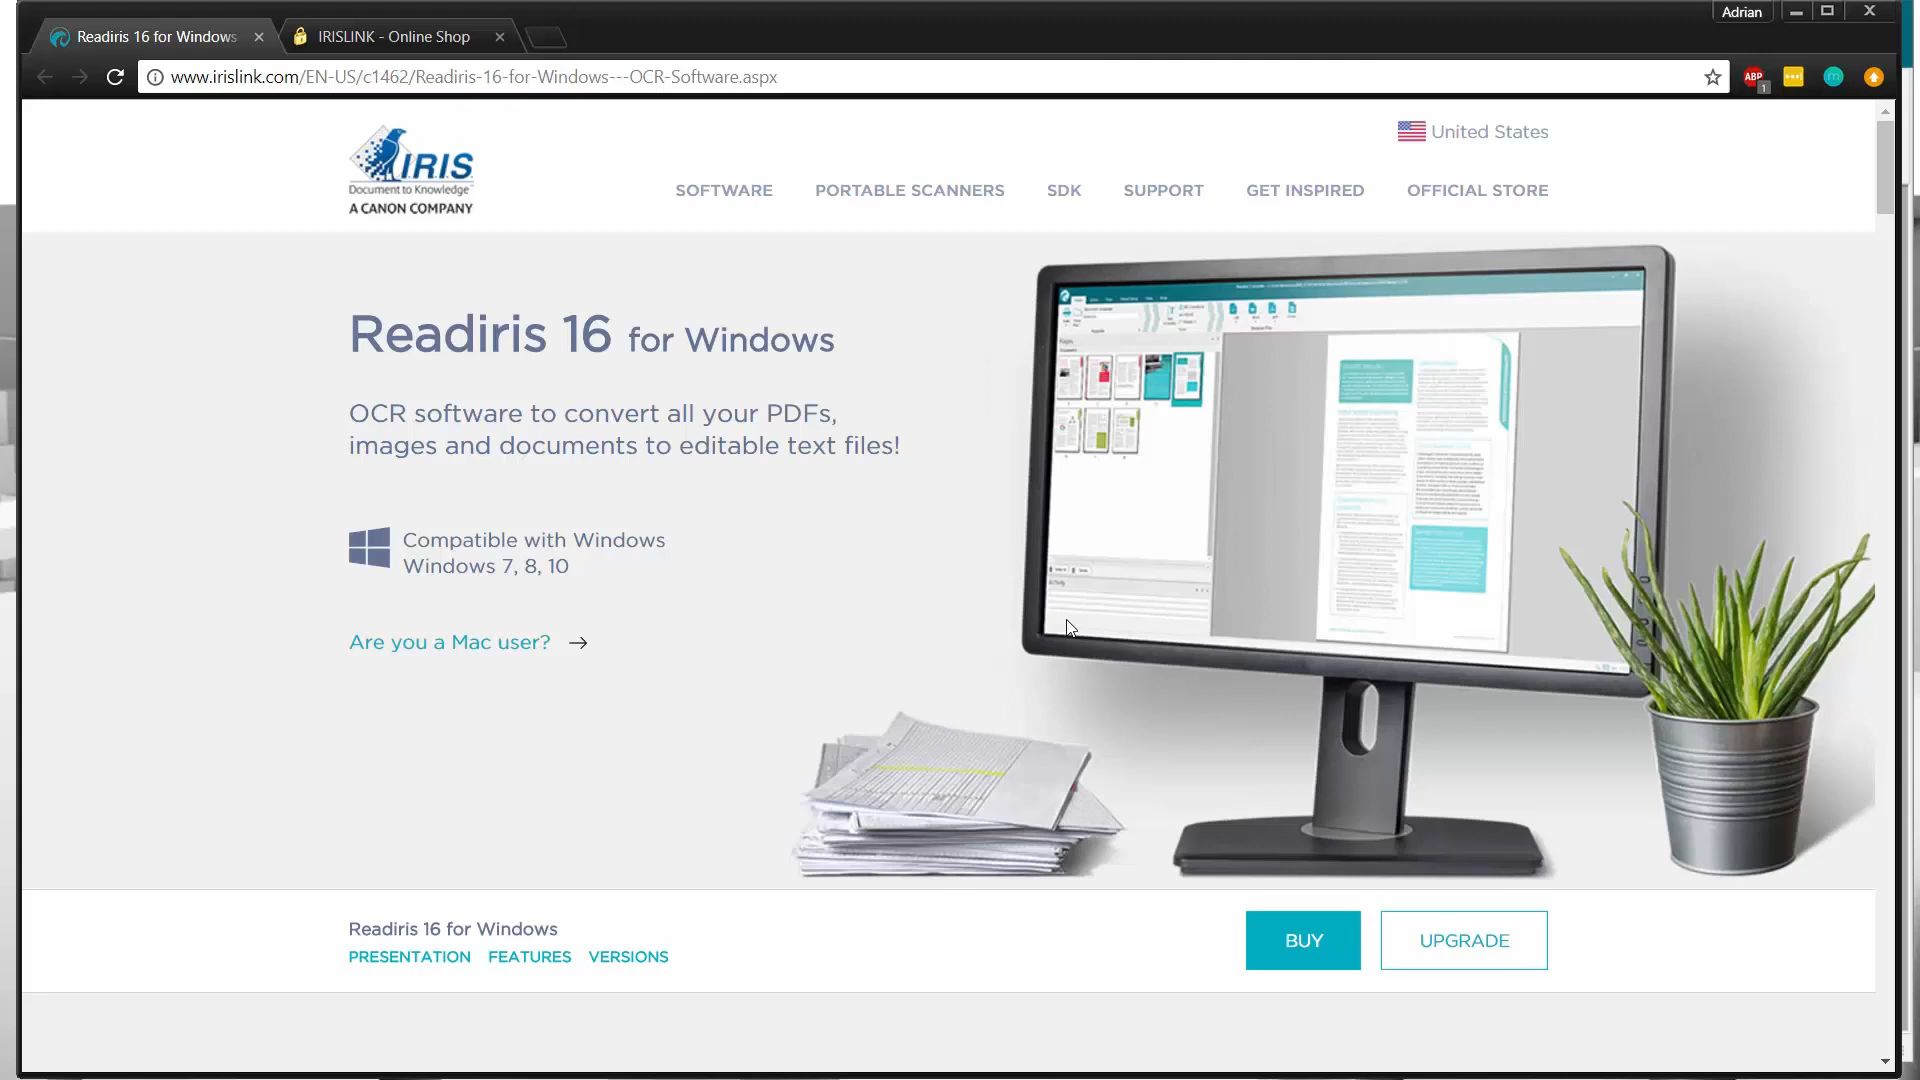 Adrian
Readiris 16 for Windows
IRISLINK - Online Shop
www.irislink.com/EN-US/c1462/Readiris-16-for-Windows---OCR-Software.aspx
ABP
1
m
United States
IRIS
Document to Knowledge
A CANON COMPANY
SOFTWARE
PORTABLE SCANNERS
SDK
SUPPORT
GET INSPIRED
OFFICIAL STORE
Readiris 16 for Windows
OCR software to convert all your PDFs,
images and documents to editable text files!
Compatible with Windows
Windows 7, 8, 10
Are you a Mac user?
Readiris 16 for Windows
PRESENTATION FEATURES VERSIONS
BUY
UPGRADE